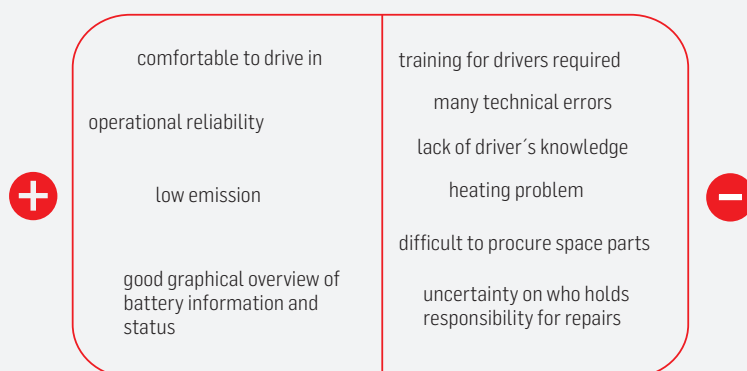 comfortable to drive in
operational reliability
low emission
good graphical overview of
battery information and
status
training for drivers required
many technical errors
lack of driver´s knowledge
heating problem
difficult to procure space parts
uncertainty on who holds
responsibility for repairs